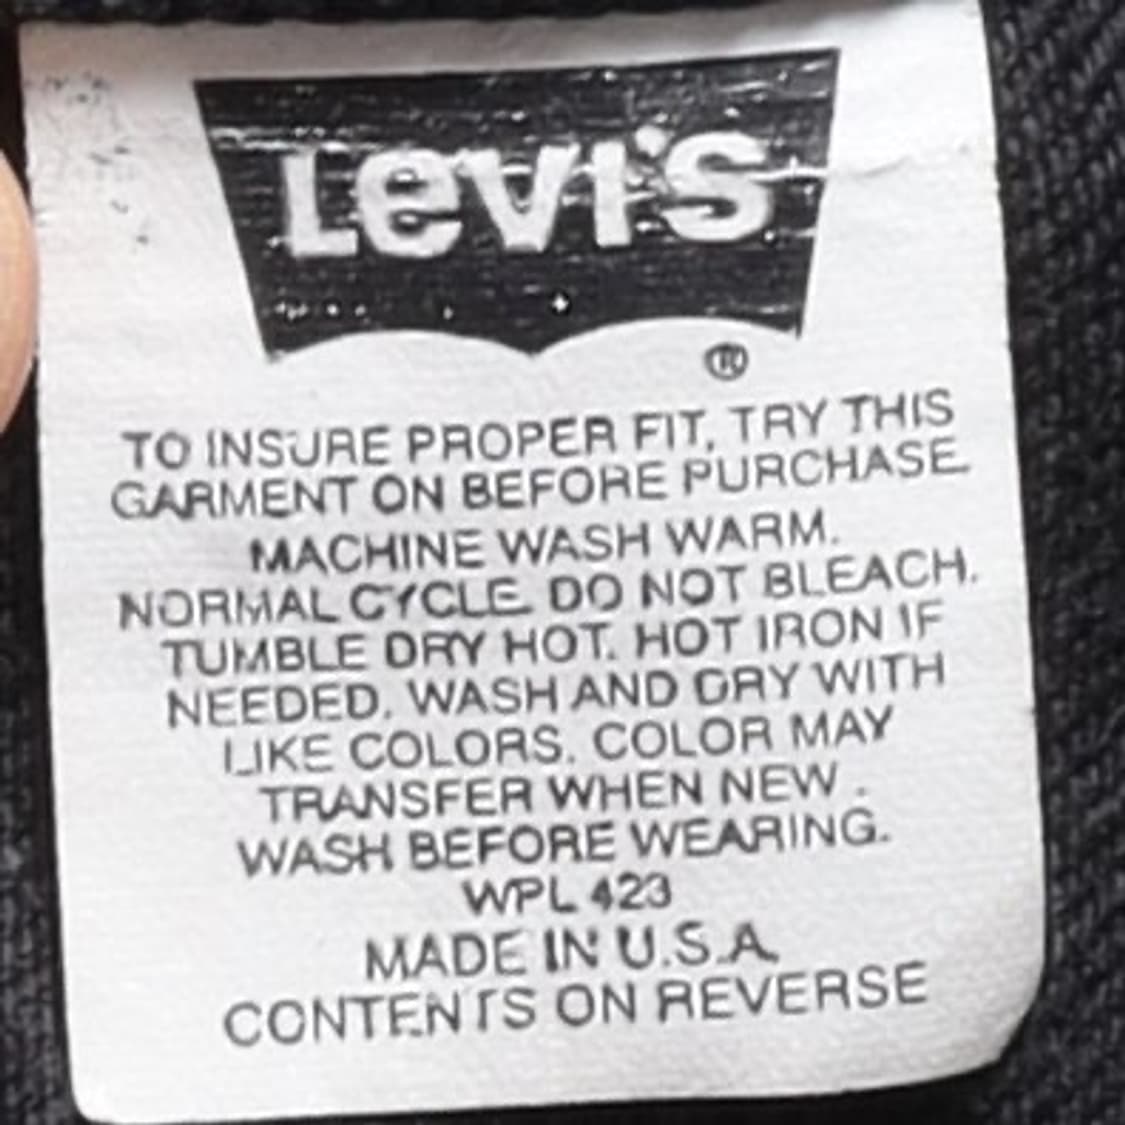 Levi's
®
TO INSURE PROPER FIT, TRY THIS
GARMENT ON BEFORE PURCHASE.
MACHINE WASH WARM.
NORMAL CYCLE. DO NOT BLEACH.
TUMBLE DRY HOT. HOT IRON IF
NEEDED. WASH AND DRY WITH
LIKE COLORS. COLOR MAY
TRANSFER WHEN NEW.
WASH BEFORE WEARING.
WPL 423
MADE IN U.S.A.
CONTENTS ON REVERSE